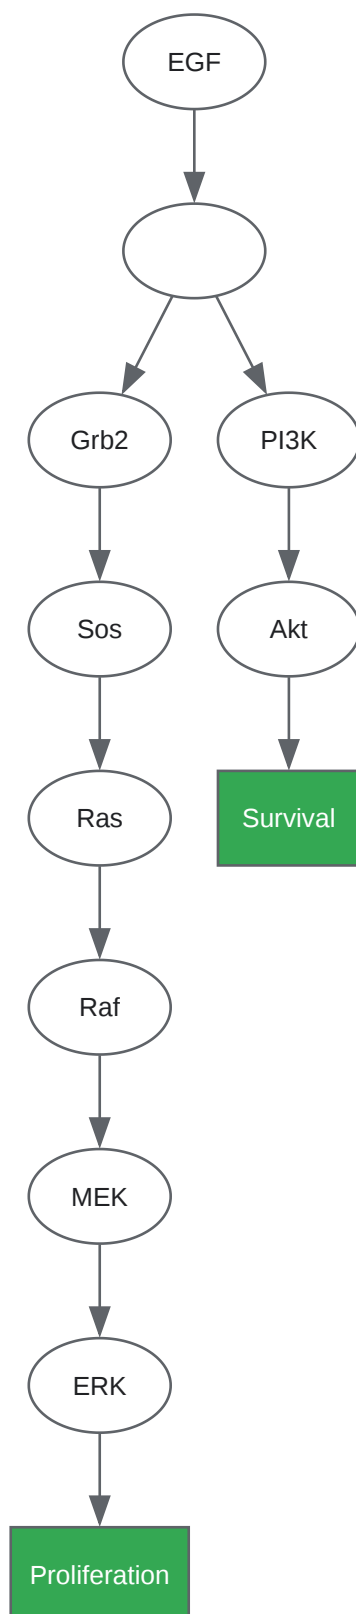 EGF
Grb2
PI3K
Sos
Akt
Ras
Survival
Raf
MEK
ERK
Proliferation